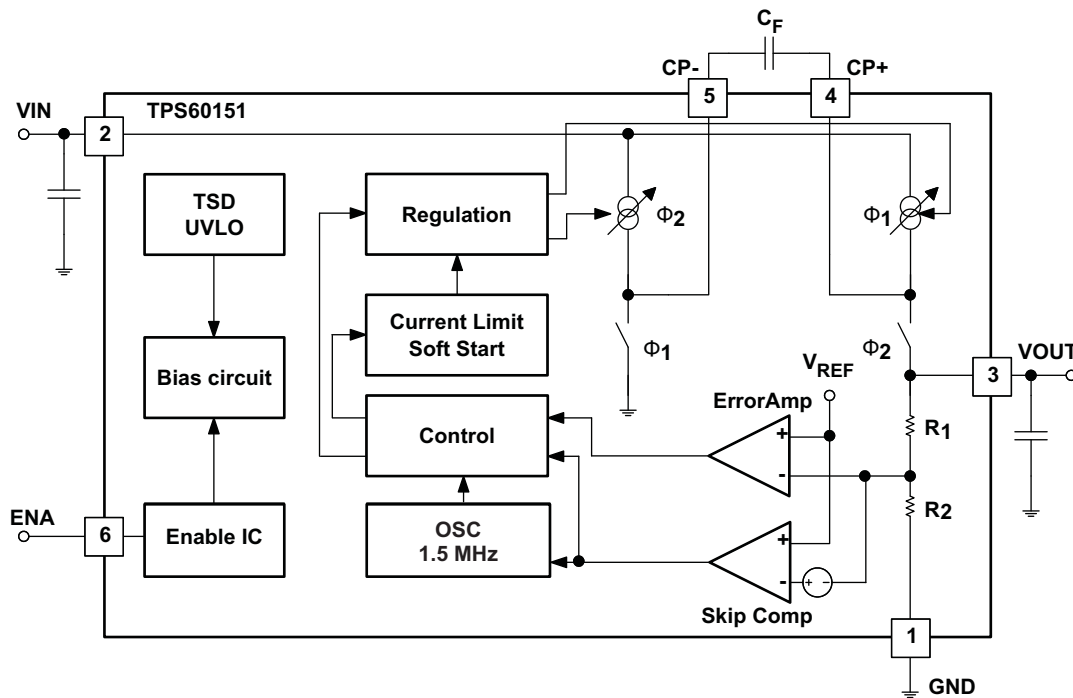 CF
CP-
CP+
5
4
VIN
TPS60151
2
TSD
UVLO
Regulation
Φ2
Φ1
Current Limit
Soft Start
Φ1
Φ2
Bias circuit
VREF
VOUT
3
ErrorAmp
Control
+
-
R1
R2
ENA
6
Enable IC
OSC
1.5 MHz
+
-
+
-
Skip Comp
1
GND